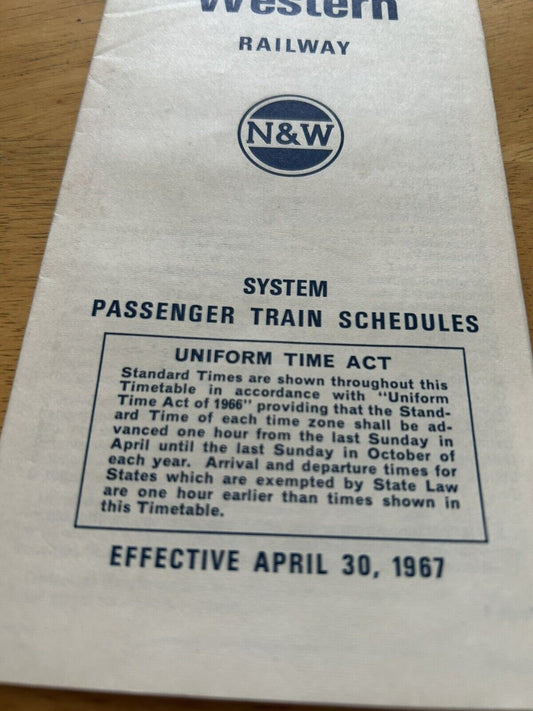 Western
RAILWAY
N&W
SYSTEM
PASSENGER TRAIN SCHEDULES
UNIFORM TIME ACT
Standard Times are shown throughout this
Timetable in accordance with "Uniform
Time Act of 1966" providing that the Stand-
ard Time of each time zone shall be ad-
vanced one hour from the last Sunday in
April until the last Sunday in October of
each year. Arrival and departure times for
States which are exempted by State Law
are one hour earlier than times shown in
this Timetable.
EFFECTIVE APRIL 30, 1967